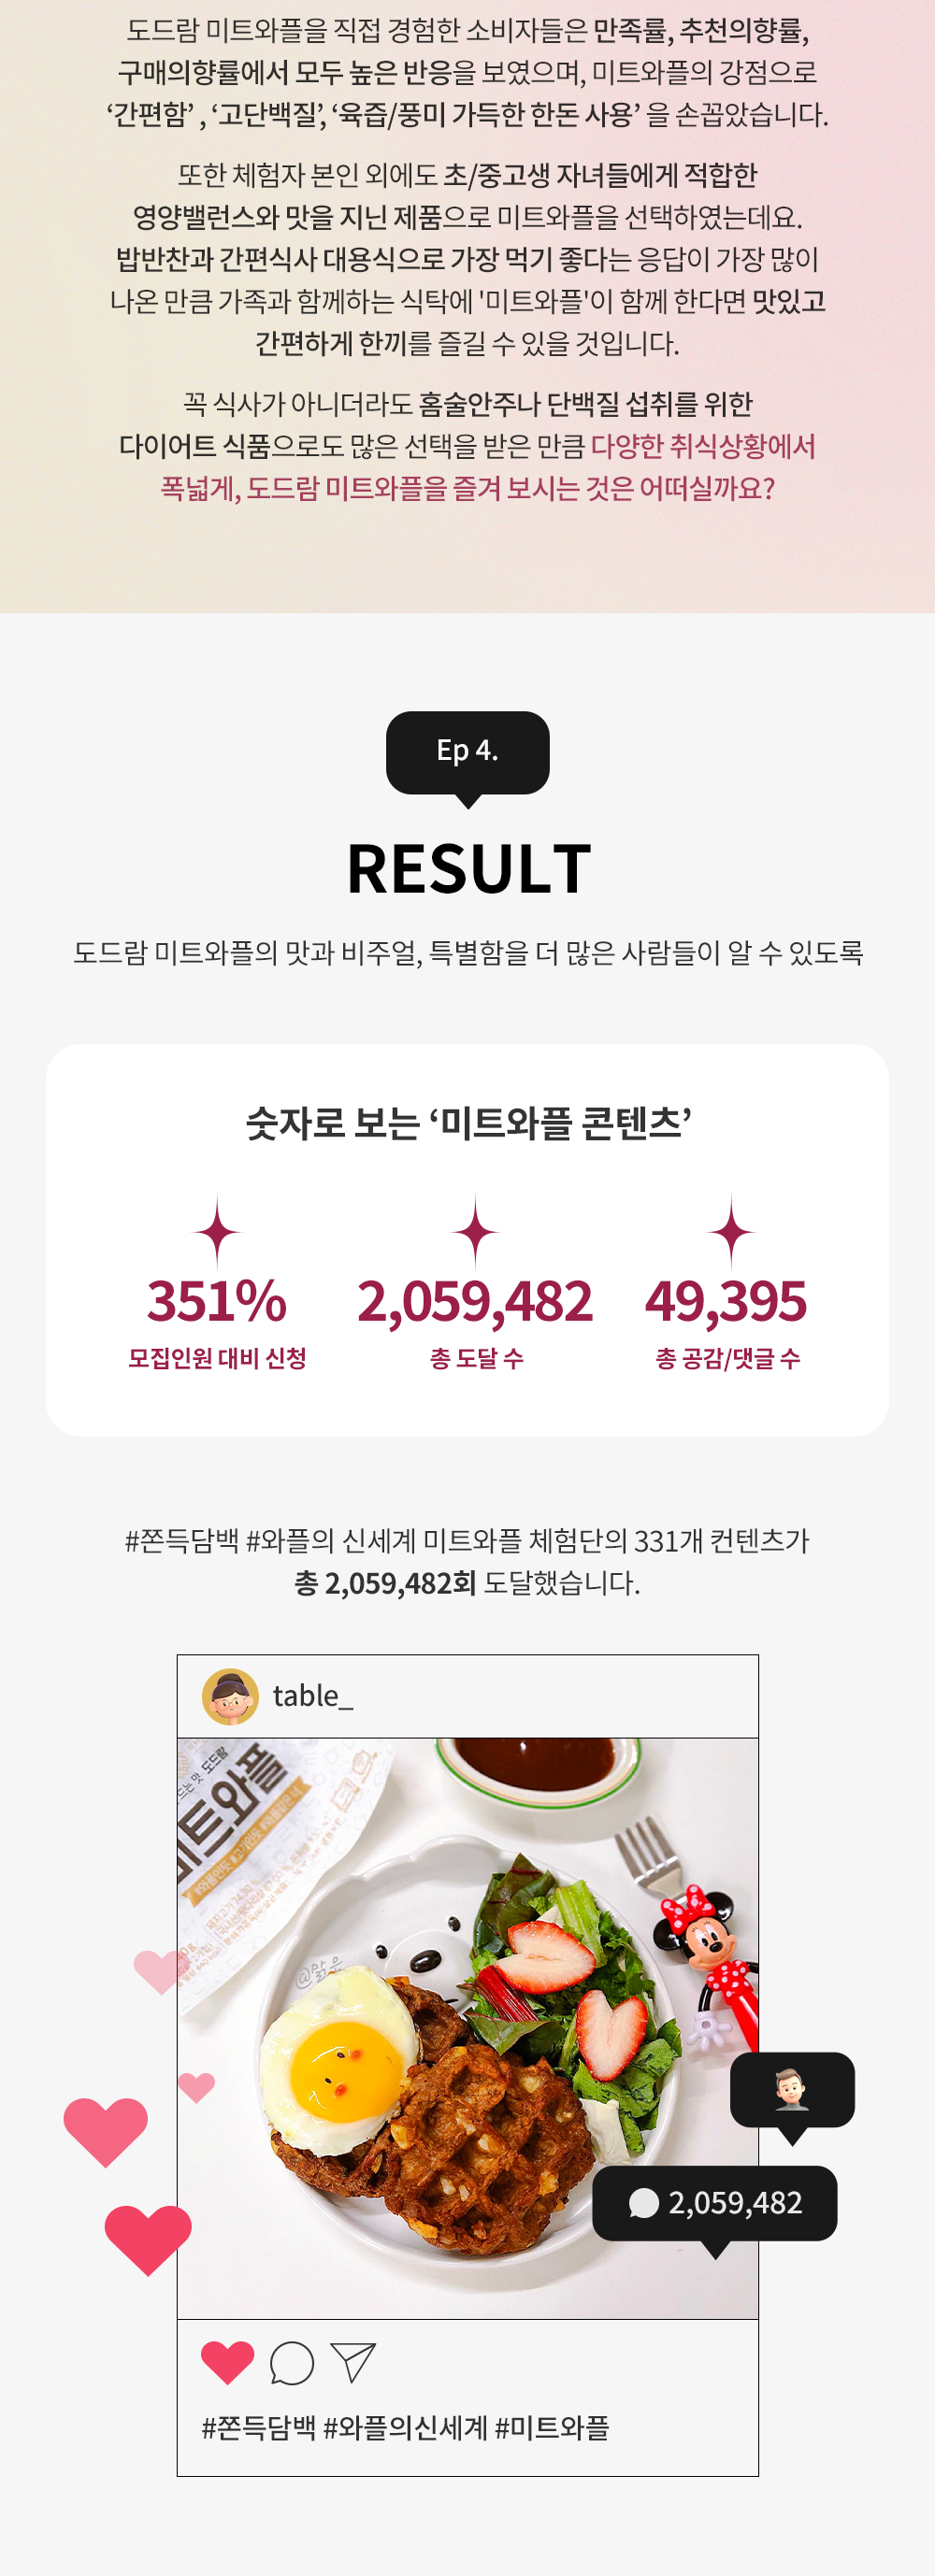 도드람 미트와플을 직접 경험한 소비자들은 만족률, 추천의향률,
구매의향률에서 모두 높은 반응을 보였으며, 미트와플의 강점으로
‘간편함’ , ‘고단백질’, ‘육즙/풍미 가득한 한돈 사용’ 을 손꼽았습니다.
또한 체험자 본인 외에도 초/중고생 자녀들에게 적합한
영양밸런스와 맛을 지닌 제품으로 미트와플을 선택하였는데요.
밥반찬과 간편식사 대용식으로 가장 먹기 좋다는 응답이 가장 많이
나온 만큼 가족과 함께하는 식탁에 '미트와플'이 함께 한다면 맛있고
간편하게 한끼를 즐길 수 있을 것입니다.
꼭 식사가 아니더라도 홈술안주나 단백질 섭취를 위한
다이어트 식품으로도 많은 선택을 받은 만큼 다양한 취식상황에서
폭넓게, 도드람 미트와플을 즐겨 보시는 것은 어떠실까요?
Ep 4.
RESULT
도드람 미트와플의 맛과 비주얼, 특별함을 더 많은 사람들이 알 수 있도록
숫자로 보는 ‘미트와플 콘텐츠’
351%
모집인원 대비 신청
2,059,482
총 도달 수
49,395
총 공감/댓글 수
#쫀득담백 #와플의 신세계 미트와플 체험단의 331개 컨텐츠가
총 2,059,482회 도달했습니다.
table_
드는 맛 도드람
미트와플
2,059,482
#쫀득담백 #와플의신세계 #미트와플